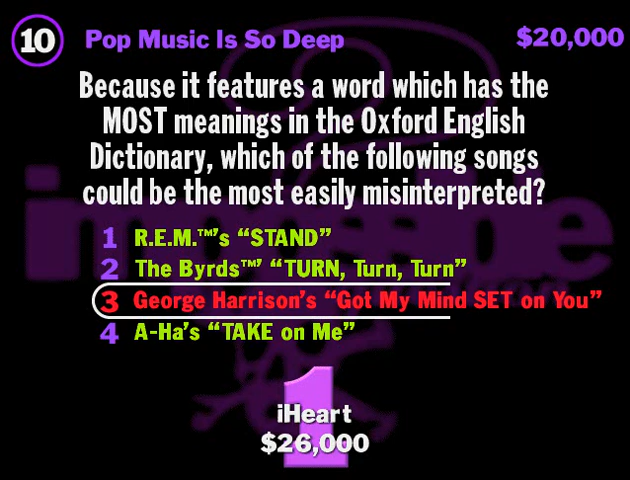 10 Pop Music Is So Deep $20,000
Because it features a word which has the
MOST meanings in the Oxford English
Dictionary, which of the following songs
could be the most easily misinterpreted?
1 R.E.M.™'s “STAND”
2 The Byrds™' “TURN, Turn, Turn”
3 George Harrison's “Got My Mind SET on You”
4 A-Ha's “TAKE on Me”
1
iHeart
$26,000